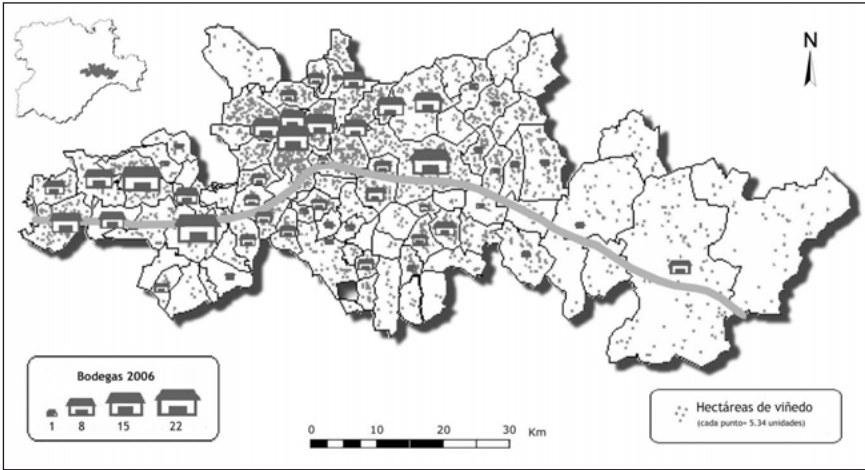 N
Bodegas 2006
1 8 15 22
0 10 20 30 Km
Hectáreas de viñedo
(cada punto= 5.34 unidades)